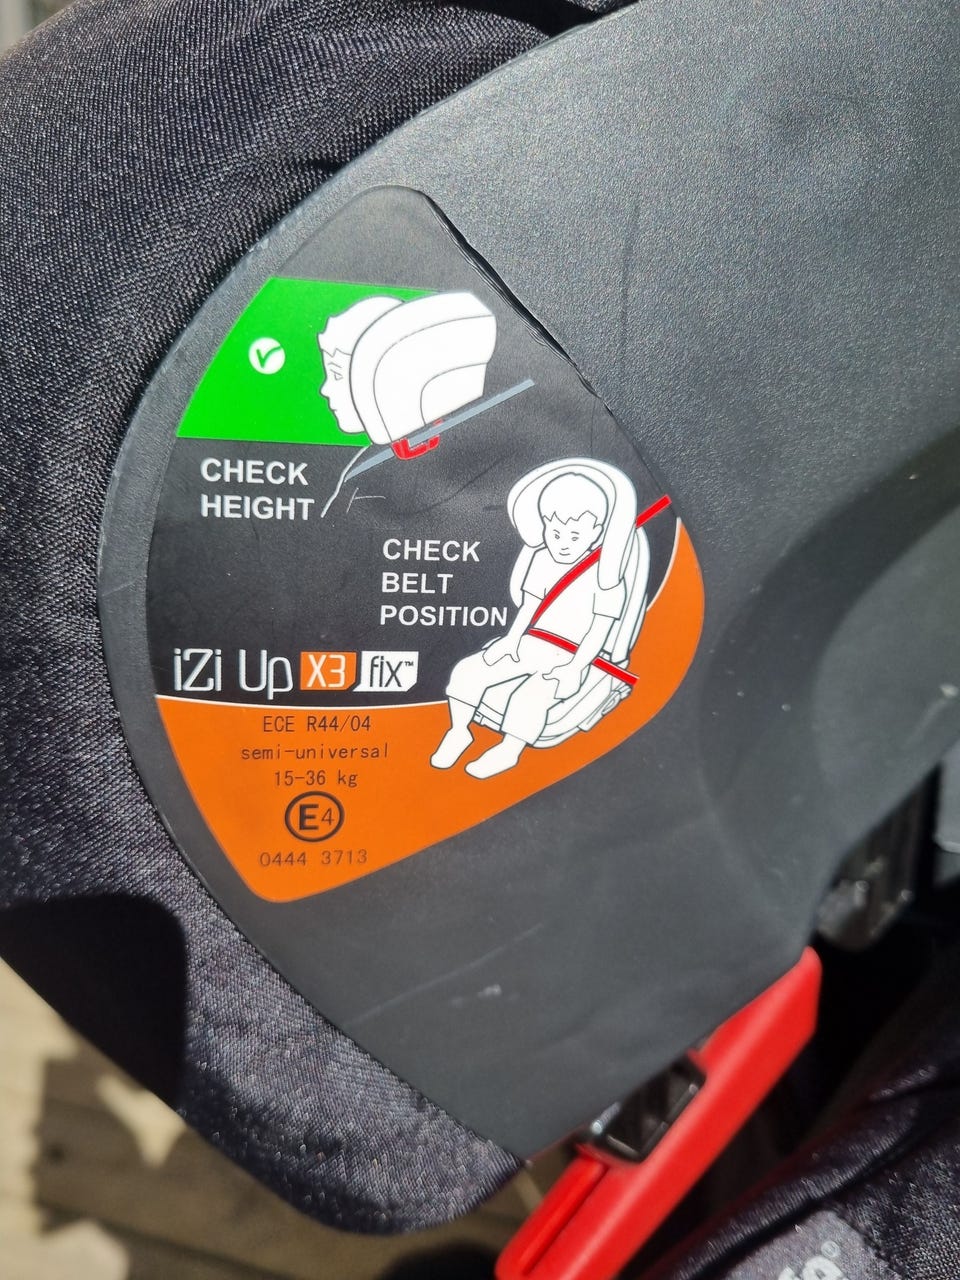 CHECK
HEIGHT
CHECK
BELT
POSITION
iZi Up X3 fix™
ECE R44/04
semi-universal
15-36 kg
E4
0444 3713